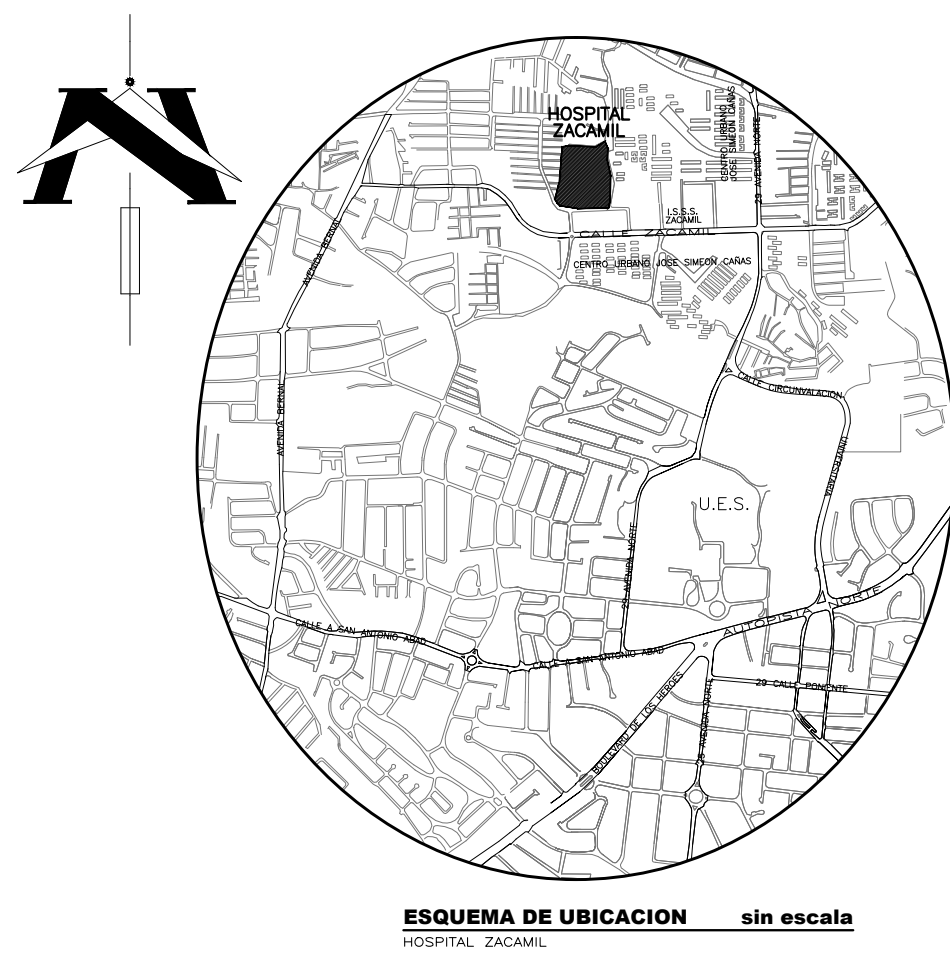 N
HOSPITAL
ZACAMIL
CENTRO URBANO
JOSE SIMEON CAÑAS
29 AVENIDA NORTE
I.S.S.S.
ZACAMIL
CALLE ZACAMIL
CENTRO URBANO JOSE SIMEON CAÑAS
AVENIDA BERNAL
AVENIDA BERNAL
CALLE CIRCUNVALACION
UNIVERSITARIA
U.E.S.
29 AVENIDA NORTE
AUTOPISTA NORTE
CALLE A SAN ANTONIO ABAD
CALLE A SAN ANTONIO ABAD
29 CALLE PONIENTE
BOULEVARD DE LOS HEROES
25 AVENIDA NORTE
ESQUEMA DE UBICACION sin escala
HOSPITAL ZACAMIL